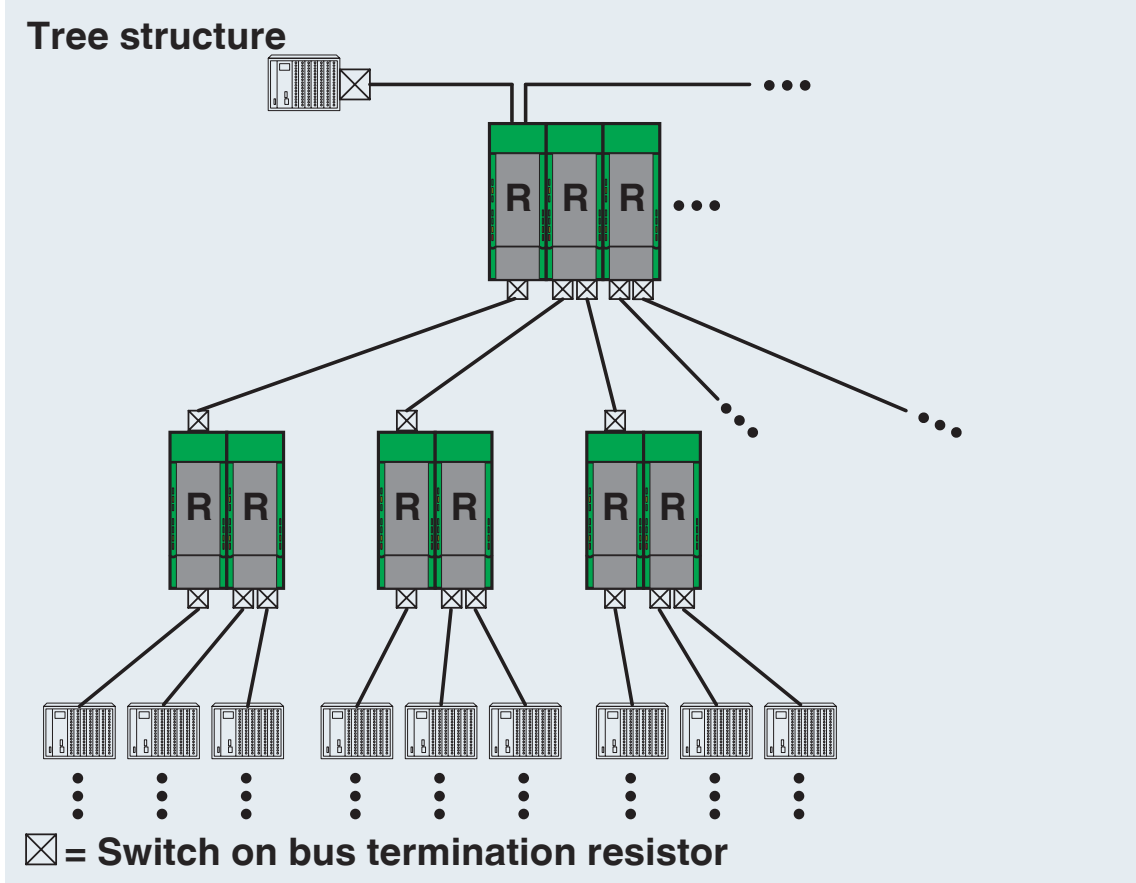 Tree structure
R R R
R R R R R R
= Switch on bus termination resistor